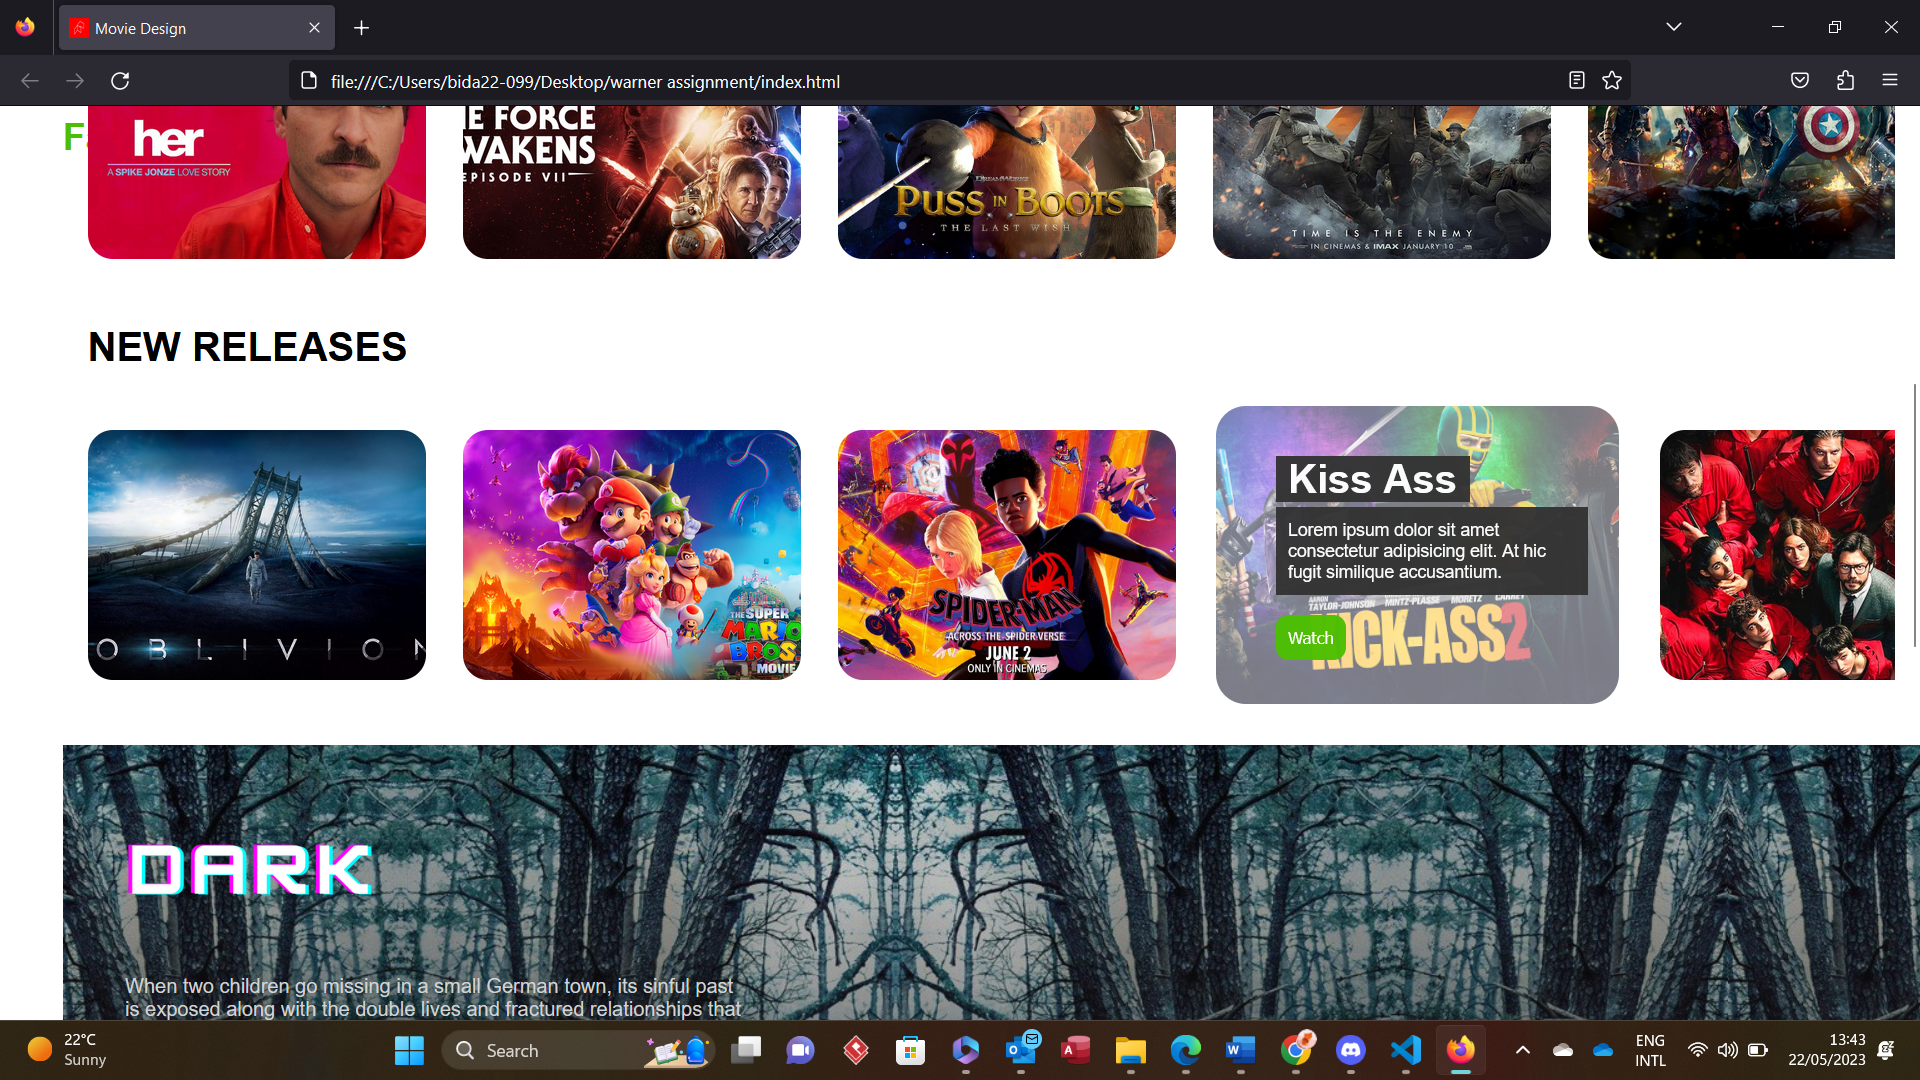 Movie Design
file:///C:/Users/bida22-099/Desktop/warner assignment/index.html
her
A SPIKE JONZE LOVE STORY
E FORCE
WAKENS
EPISODE VII
DREAMWORKS
PUSS IN BOOTS
THE LAST WISH
TIME IS THE ENEMY
IN CINEMAS & IMAX JANUARY 10
NEW RELEASES
OBLIVION
THE SUPER
MARIO
BROS
MOVIE
SPIDER-MAN
ACROSS THE SPIDER-VERSE
JUNE 2
ONLY IN CINEMAS
Kiss Ass
Lorem ipsum dolor sit amet
consectetur adipisicing elit. At hic
fugit similique accusantium.
AARON TAYLOR-JOHNSON MINTZ-PLASSE MORETZ CARREY
Watch
KICK-ASS 2
DARK
When two children go missing in a small German town, its sinful past
is exposed along with the double lives and fractured relationships that
22°C
Sunny
Search
ENG
INTL
13:43
22/05/2023